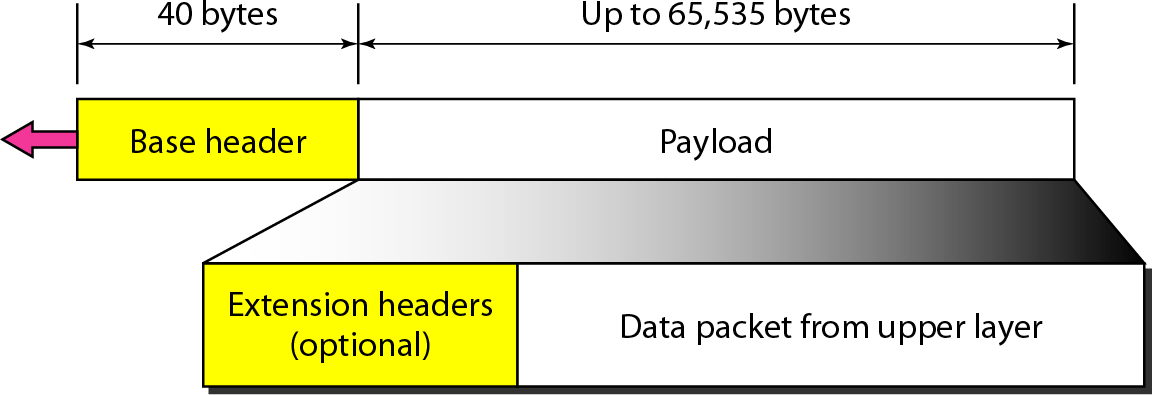 40 bytes
Up to 65,535 bytes
Base header
Payload
Extension headers
(optional)
Data packet from upper layer